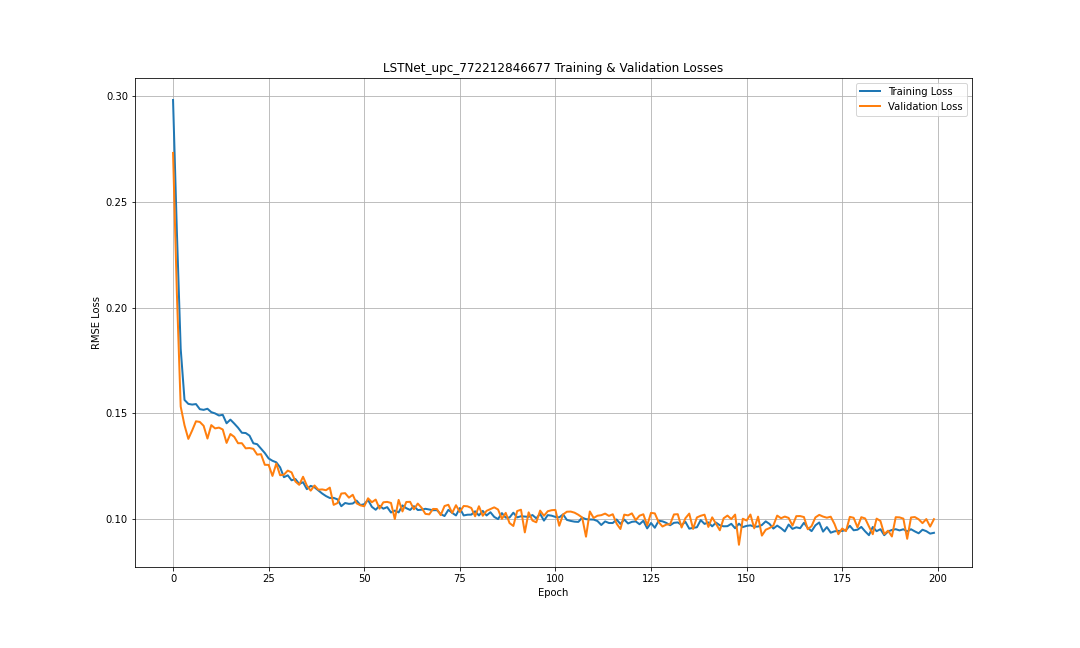 LSTNet_upc_772212846677 Training & Validation Losses
Training Loss
Validation Loss
RMSE Loss
0.30
0.25
0.20
0.15
0.10
0 25 50 75 100 125 150 175 200
Epoch